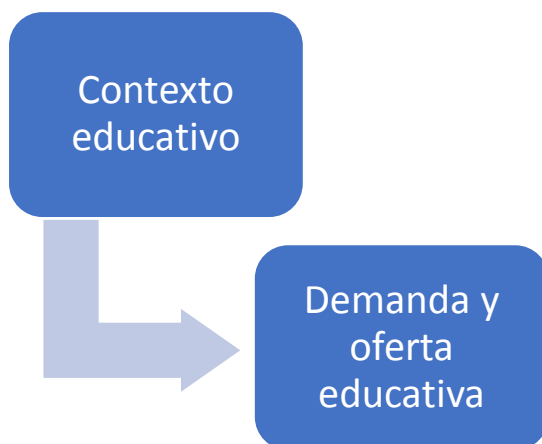 Contexto
educativo
Demanda y
oferta
educativa